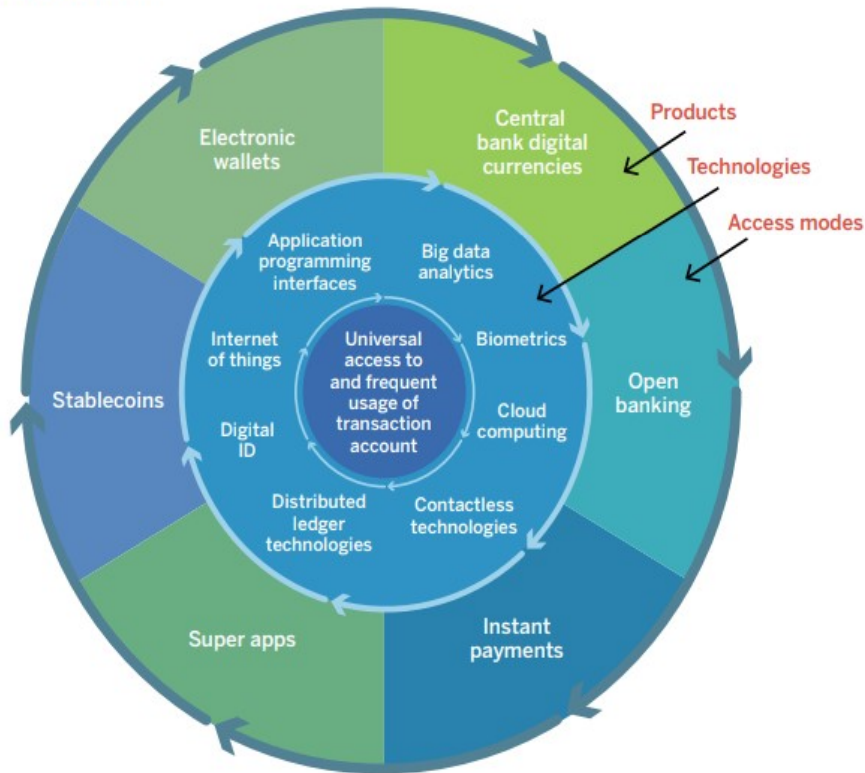 Products
Technologies
Access modes
Central
bank digital
currencies
Open
banking
Instant
payments
Super apps
Stablecoins
Electronic
wallets
Application
programming
interfaces
Big data
analytics
Biometrics
Cloud
computing
Contactless
technologies
Distributed
ledger
technologies
Digital
ID
Internet
of things
Universal
access to
and frequent
usage of
transaction
account